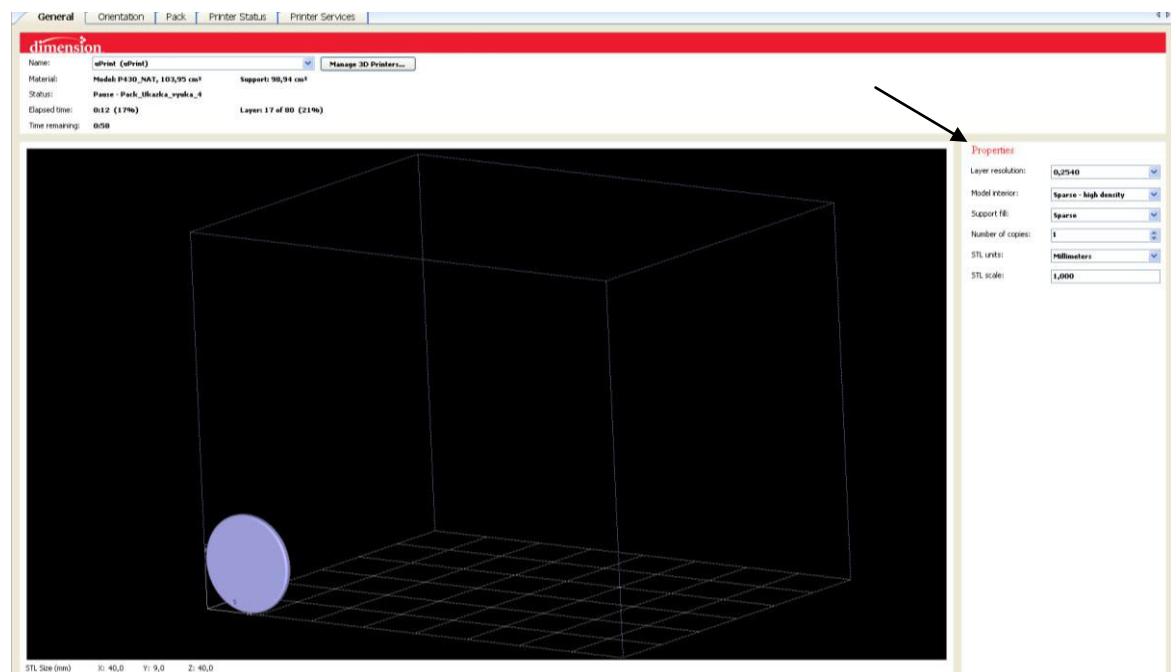 General Orientation Pack Printer Status Printer Services
dimension
Name: uPrint (uPrint) Manage 3D Printers...
Material: Model: P430_NAT, 103,95 cm³ Support: 98,94 cm³
Status: Pause - Pack_Ukazka_vyuka_4
Elapsed time: 0:12 (17%) Layer: 17 of 80 (21%)
Time remaining: 0:58
Properties
Layer resolution: 0,2540
Model interior: Sparse - high density
Support fill: Sparse
Number of copies: 1
STL units: Millimeters
STL scale: 1,000
STL Size (mm) X: 40,0 Y: 9,0 Z: 40,0